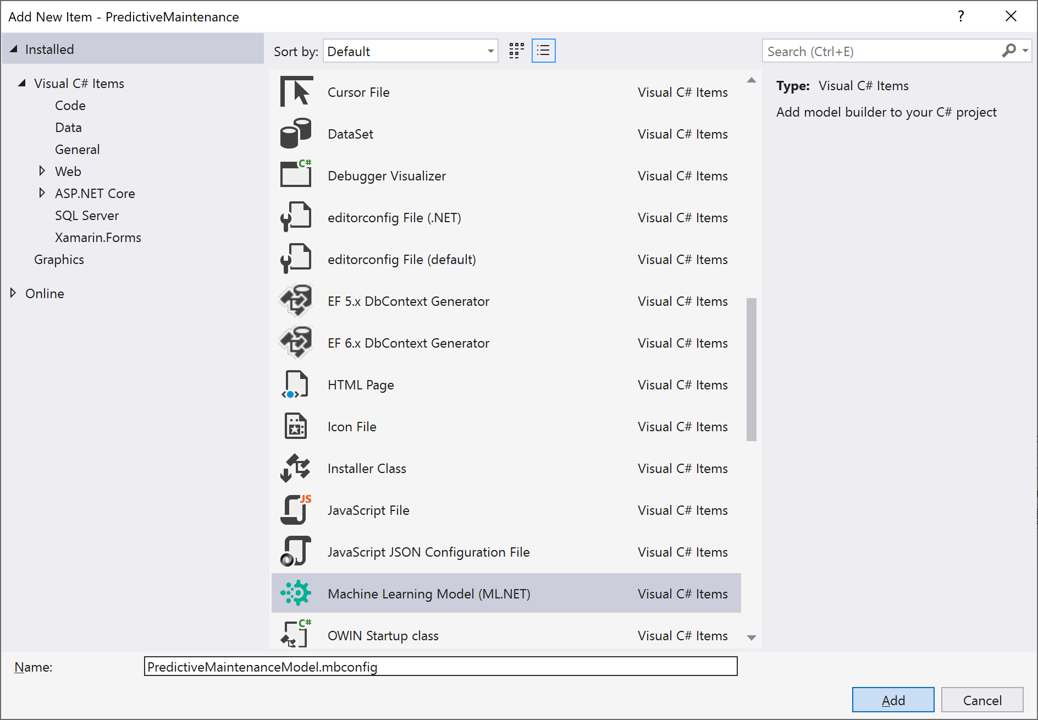 Add New Item - PredictiveMaintenance ?
Installed
Sort by: Default
Search (Ctrl+E)
Visual C# Items
Code
Data
General
Web
ASP.NET Core
SQL Server
Xamarin.Forms
Graphics
Online
Cursor File Visual C# Items
DataSet Visual C# Items
C# Debugger Visualizer Visual C# Items
editorconfig File (.NET) Visual C# Items
editorconfig File (default) Visual C# Items
EF 5.x DbContext Generator Visual C# Items
EF 6.x DbContext Generator Visual C# Items
HTML Page Visual C# Items
Icon File Visual C# Items
Installer Class Visual C# Items
JS JavaScript File Visual C# Items
JavaScript JSON Configuration File Visual C# Items
Machine Learning Model (ML.NET) Visual C# Items
C# OWIN Startup class Visual C# Items
Type: Visual C# Items
Add model builder to your C# project
Name: PredictiveMaintenanceModel.mbconfig
Add Cancel